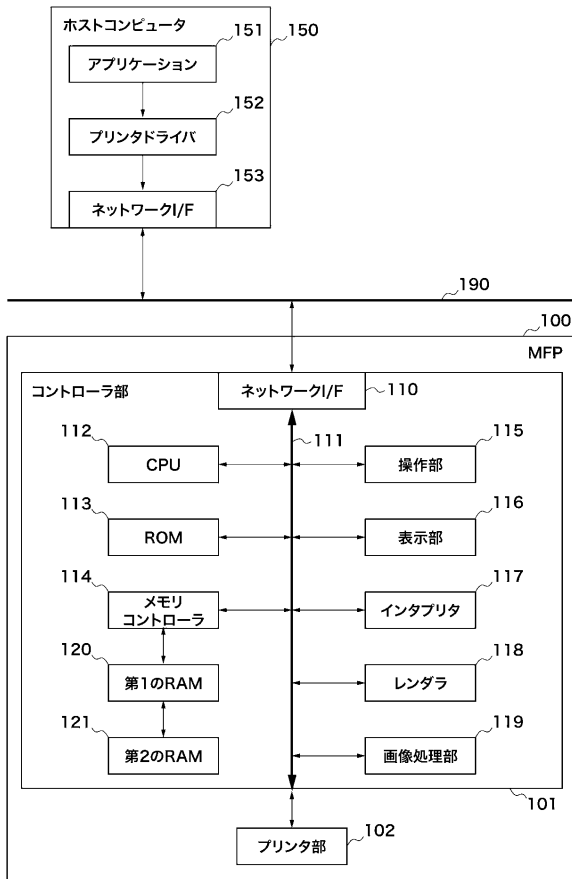 ホストコンピュータ
151
150
アプリケーション
152
プリンタドライバ
153
ネットワークI/F
190
100
MFP
コントローラ部
ネットワークI/F
110
111
112
CPU
115
操作部
113
ROM
116
表示部
114
メモリ
コントローラ
117
インタプリタ
120
第1のRAM
118
レンダラ
121
第2のRAM
119
画像処理部
101
プリンタ部
102